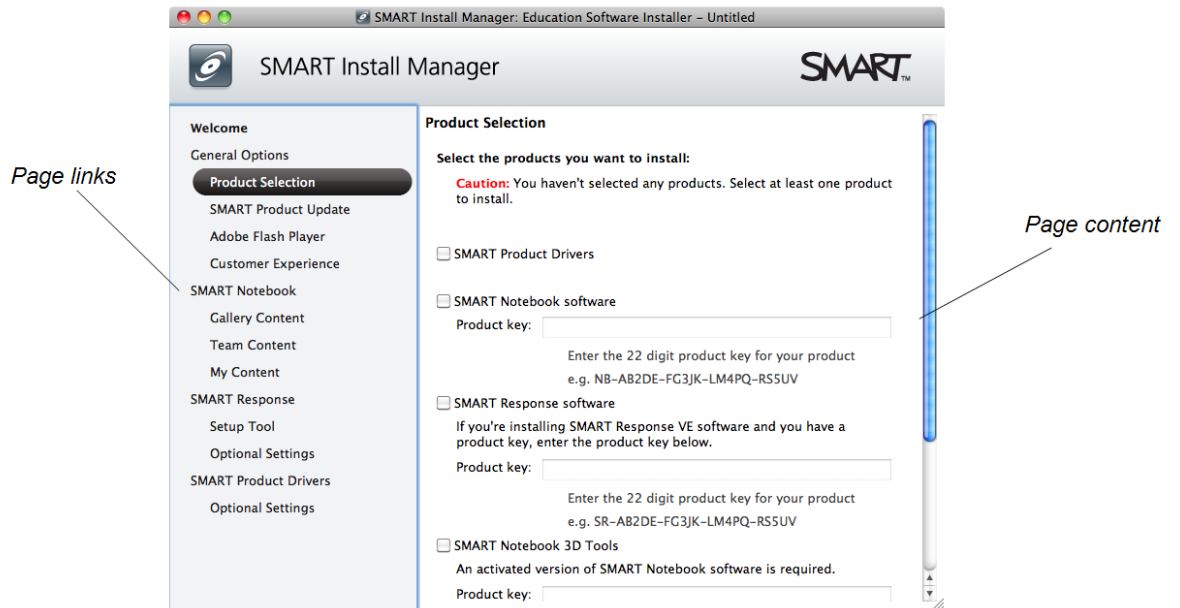 SMART Install Manager: Education Software Installer – Untitled
SMART Install Manager
SMART™
Page links
Welcome
General Options
Product Selection
SMART Product Update
Adobe Flash Player
Customer Experience
SMART Notebook
Gallery Content
Team Content
My Content
SMART Response
Setup Tool
Optional Settings
SMART Product Drivers
Optional Settings
Product Selection
Select the products you want to install:
Caution: You haven't selected any products. Select at least one product
to install.
SMART Product Drivers
SMART Notebook software
Product key:
Enter the 22 digit product key for your product
e.g. NB-AB2DE-FG3JK-LM4PQ-RS5UV
SMART Response software
If you're installing SMART Response VE software and you have a
product key, enter the product key below.
Product key:
Enter the 22 digit product key for your product
e.g. SR-AB2DE-FG3JK-LM4PQ-RS5UV
SMART Notebook 3D Tools
An activated version of SMART Notebook software is required.
Product key:
Page content